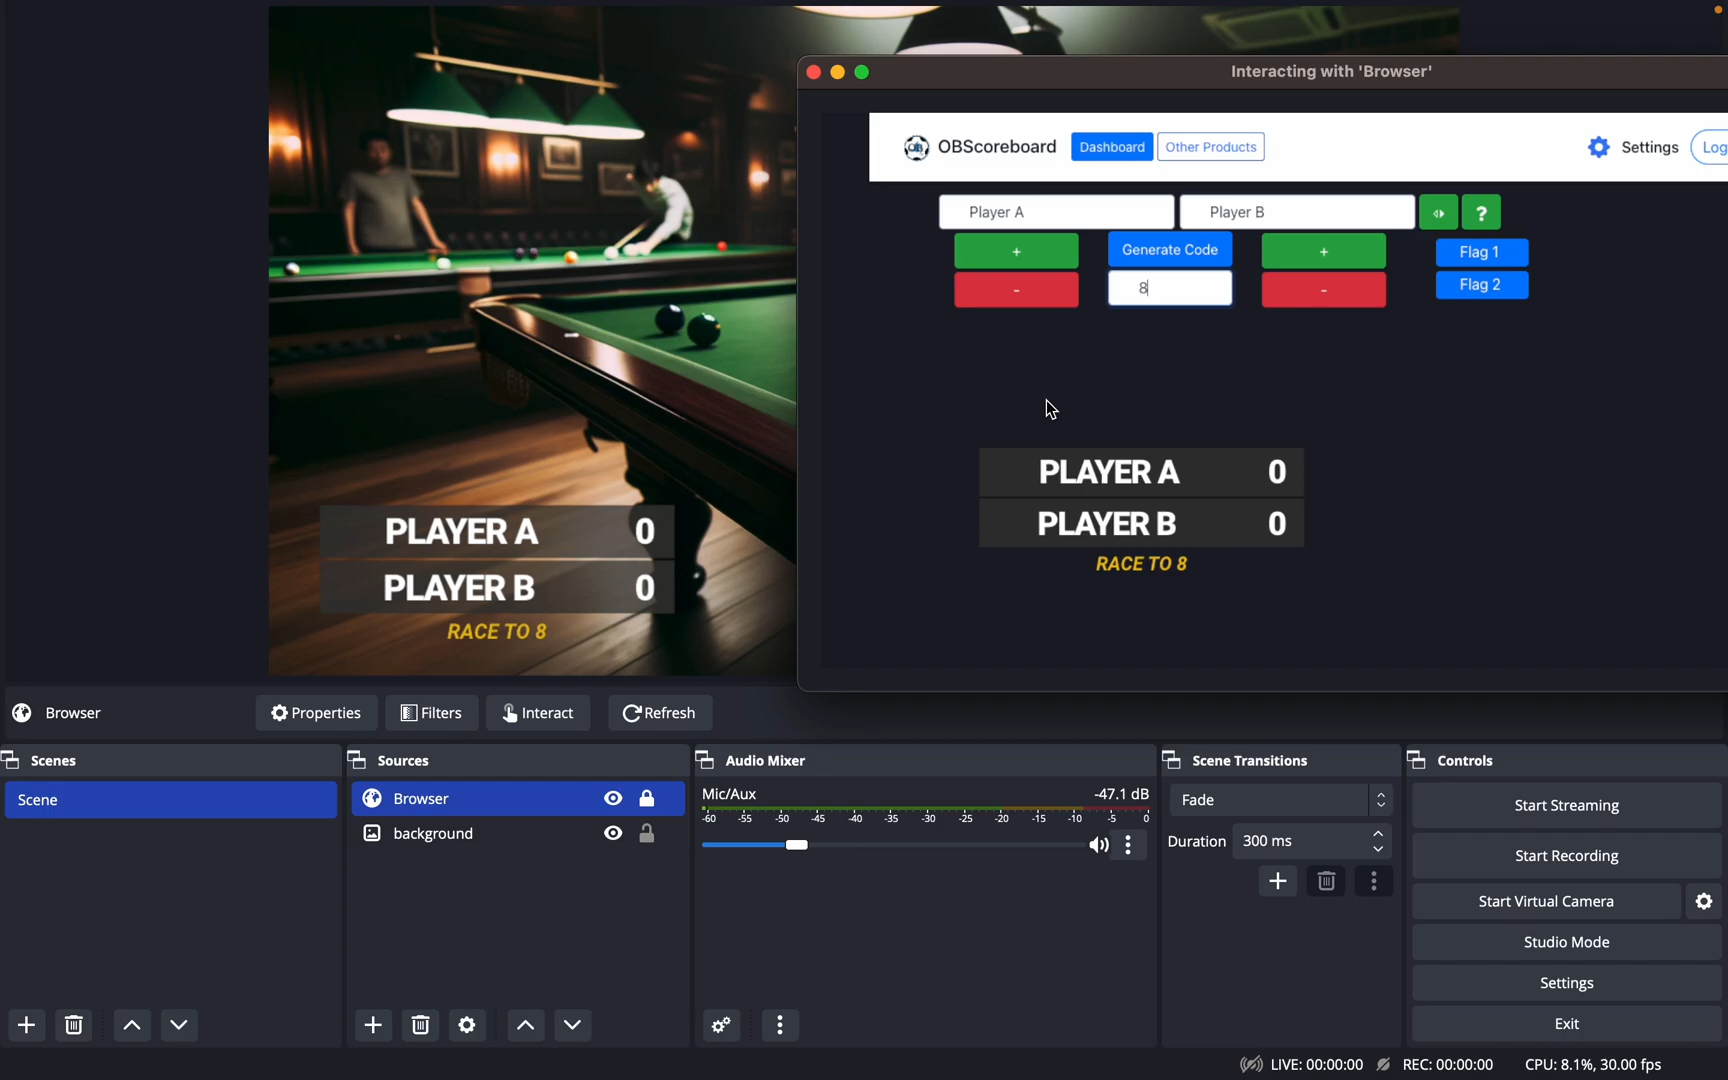 Interacting with 'Browser'
OBScoreboard Dashboard Other Products Settings Log
Player A Player B ?
+ Generate Code + Flag 1
- 8 - Flag 2
PLAYER A 0
PLAYER B 0
RACE TO 8
PLAYER A 0
PLAYER B 0
RACE TO 8
Browser Properties Filters Interact Refresh
Scenes
Scene
Sources
Browser
background
Audio Mixer
Mic/Aux -47.1 dB
-60 -55 -50 -45 -40 -35 -30 -25 -20 -15 -10 -5 0
Scene Transitions
Fade
Duration 300 ms
Controls
Start Streaming
Start Recording
Start Virtual Camera
Studio Mode
Settings
Exit
LIVE: 00:00:00 REC: 00:00:00 CPU: 8.1%, 30.00 fps